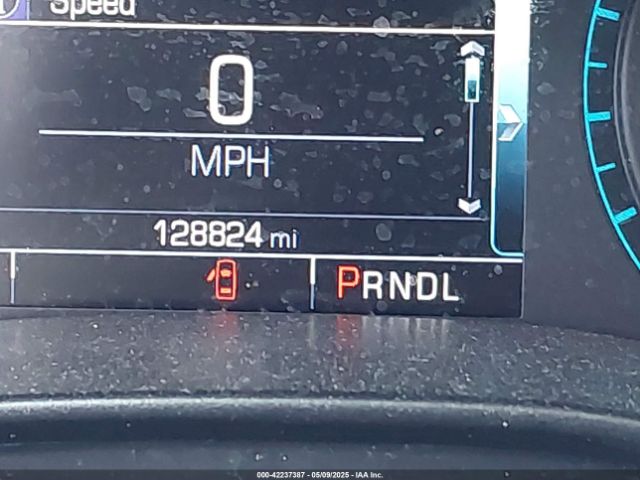 Speed
0
MPH
128824 mi
PRNDL
000-42237387 - 05/09/2025 - IAA Inc.